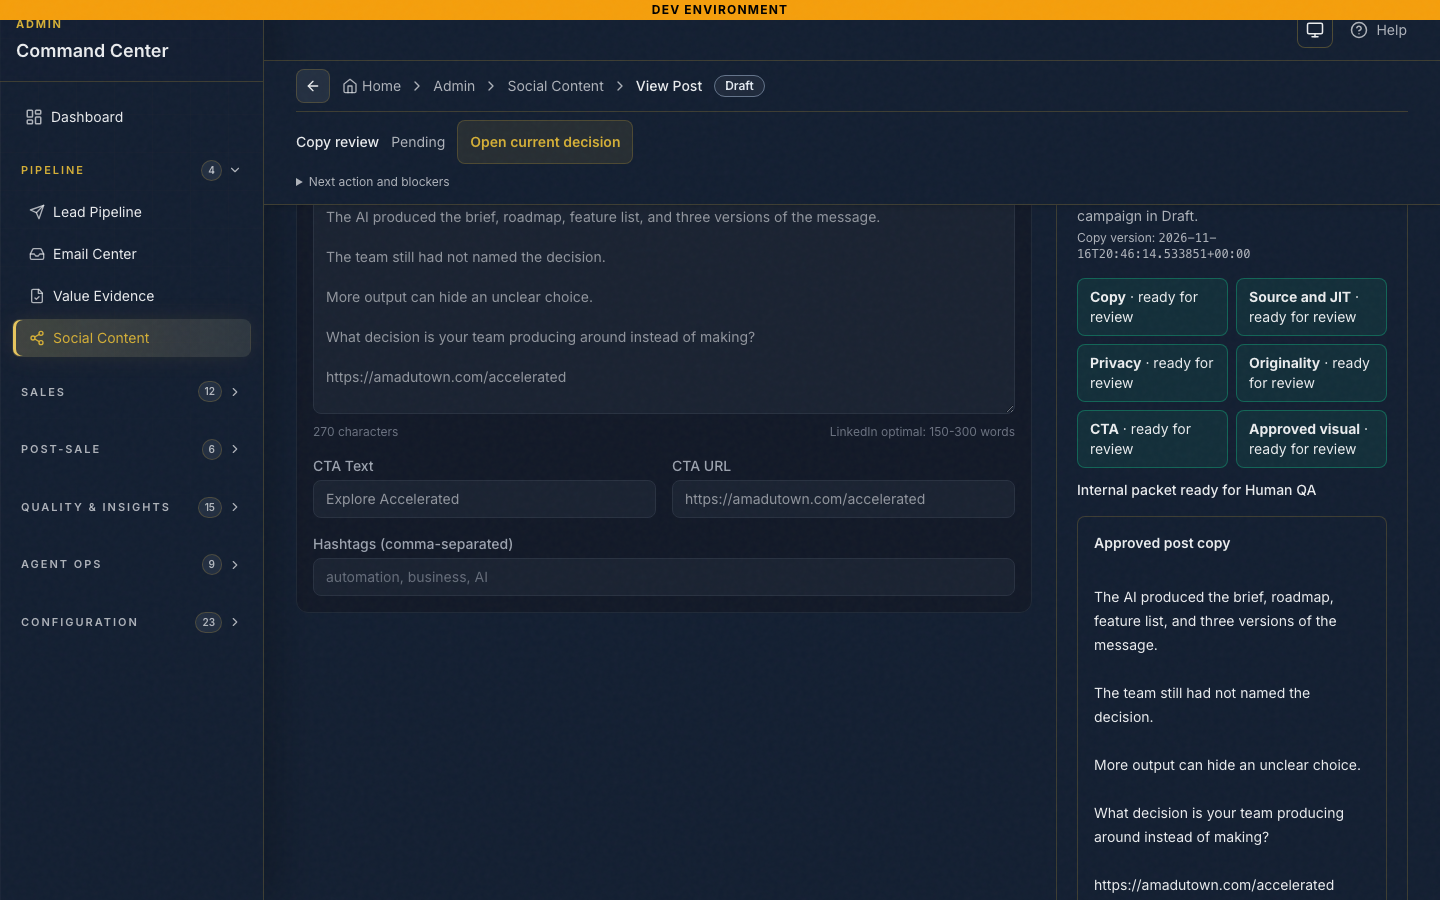 DEV ENVIRONMENT
ADMIN
Command Center
Dashboard
PIPELINE
4
Lead Pipeline
Email Center
Value Evidence
Social Content
SALES
12
POST-SALE
6
QUALITY & INSIGHTS
15
AGENT OPS
9
CONFIGURATION
23
Help
Home
Admin
Social Content
View Post
Draft
Copy review
Pending
Open current decision
Next action and blockers
The AI produced the brief, roadmap, feature list, and three versions of the message.
The team still had not named the decision.
More output can hide an unclear choice.
What decision is your team producing around instead of making?
https://amadutown.com/accelerated
270 characters
LinkedIn optimal: 150-300 words
CTA Text
CTA URL
Explore Accelerated
https://amadutown.com/accelerated
Hashtags (comma-separated)
automation, business, AI
campaign in Draft.
Copy version: 2026-11-
16T20:46:14.533851+00:00
Copy · ready for
review
Source and JIT ·
ready for review
Privacy · ready for
review
Originality · ready
for review
CTA · ready for
review
Approved visual ·
ready for review
Internal packet ready for Human QA
Approved post copy
The AI produced the brief, roadmap,
feature list, and three versions of the
message.
The team still had not named the
decision.
More output can hide an unclear choice.
What decision is your team producing
around instead of making?
https://amadutown.com/accelerated